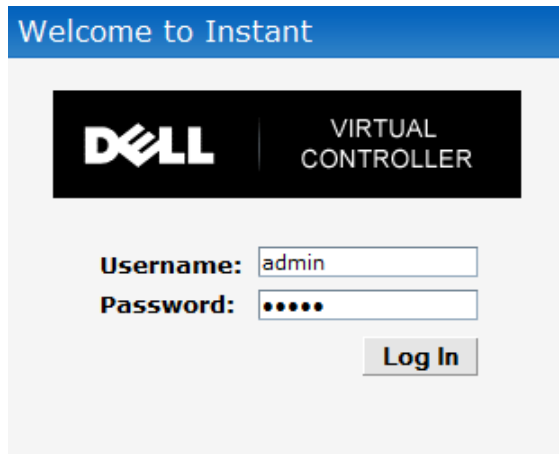 Welcome to Instant
DELL
VIRTUAL
CONTROLLER
Username: admin
Password: •••••
Log In